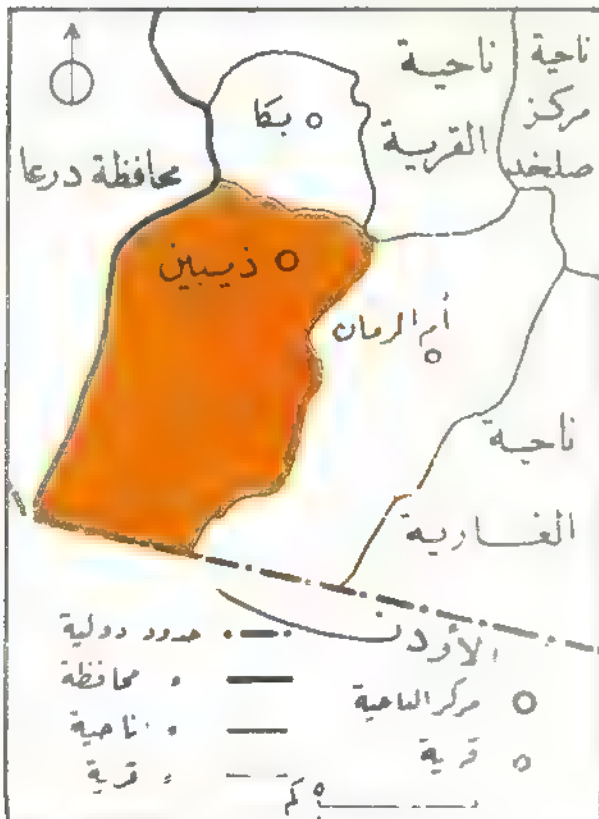 ناحية
القرية
ناحية
مركز
صلخد
بكا
محافظة درعا
ذيبين
أم الرمان
ناحية
الغارية
الأردن
حدود دولية
" محافظة
" ناحية
" قرية
مركز الناحية
قرية
كم